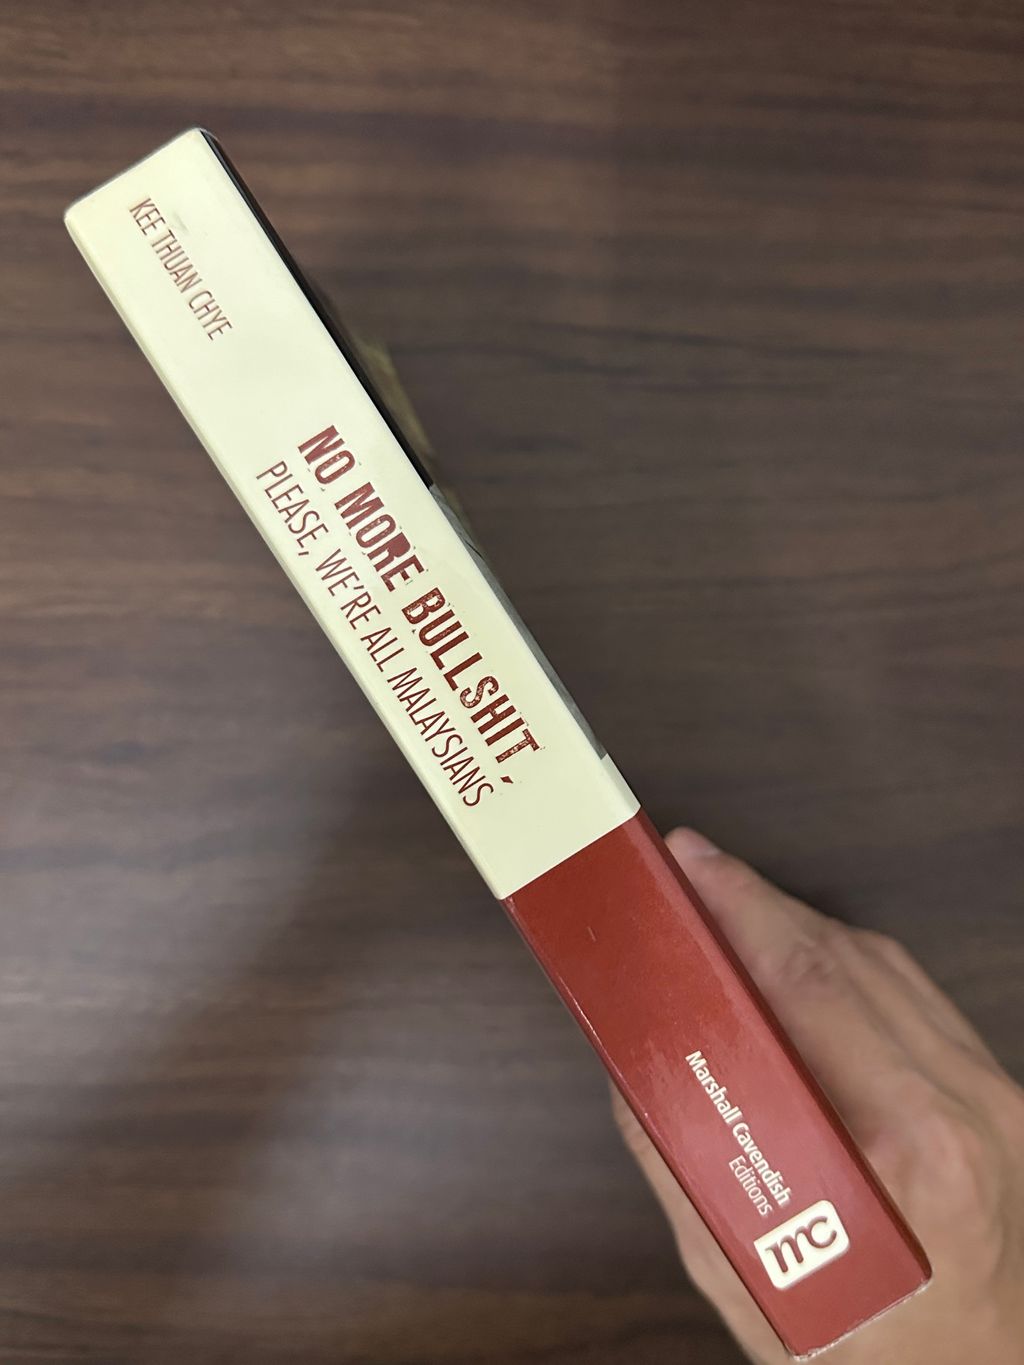 KEE THUAN CHYE
NO MORE BULLSHIT,
PLEASE, WE'RE ALL MALAYSIANS
Marshall Cavendish
Editions
mc